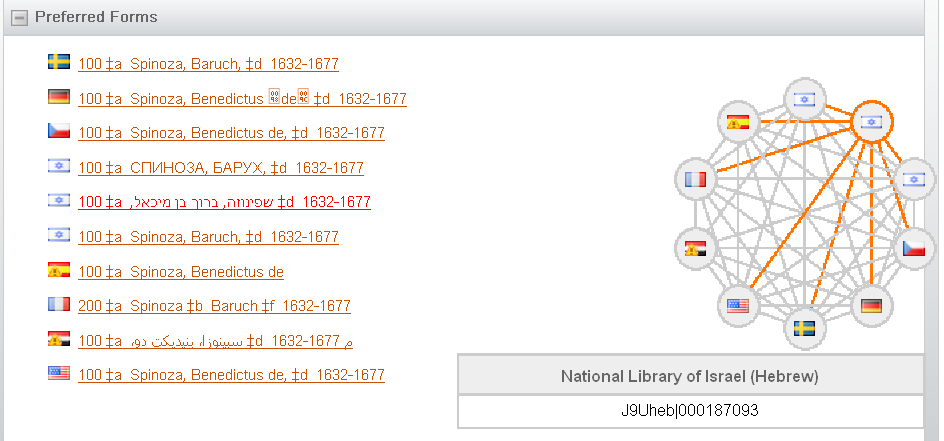 Preferred Forms
100 ‡a Spinoza, Baruch, ‡d 1632-1677
100 ‡a Spinoza, Benedictus de ‡d 1632-1677
100 ‡a Spinoza, Benedictus de, ‡d 1632-1677
100 ‡a СПИНОЗА, БАРУХ, ‡d 1632-1677
100 ‡a שפינוזה, ברוך בן מיכאל, ‡d 1632-1677
100 ‡a Spinoza, Baruch, ‡d 1632-1677
100 ‡a Spinoza, Benedictus de
200 ‡a Spinoza ‡b Baruch ‡f 1632-1677
100 ‡a سبينوزا، بنيديكت دو، ‡d 1632-1677 م
100 ‡a Spinoza, Benedictus de, ‡d 1632-1677
National Library of Israel (Hebrew)
J9Uheb|000187093